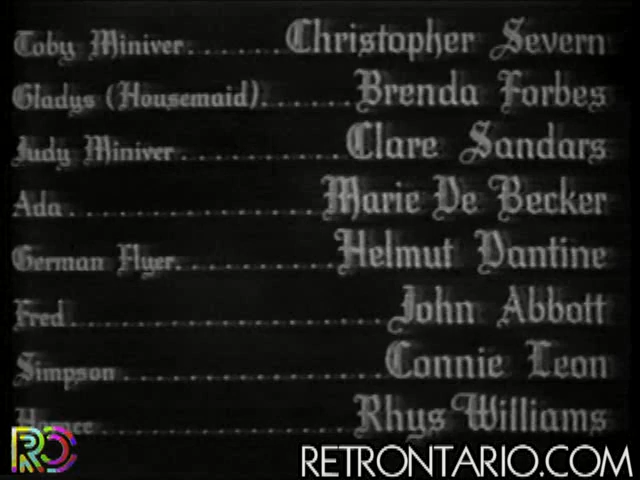 Toby Miniver.......Christopher Severn
Gladys (Housemaid).......Brenda Forbes
Judy Miniver...........Clare Sandars
Ada..................Marie De Becker
German Flyer...........Helmut Dantine
Fred......................John Abbott
Simpson..................Connie Leon
..................Rhys Williams
RETRONTARIO.COM